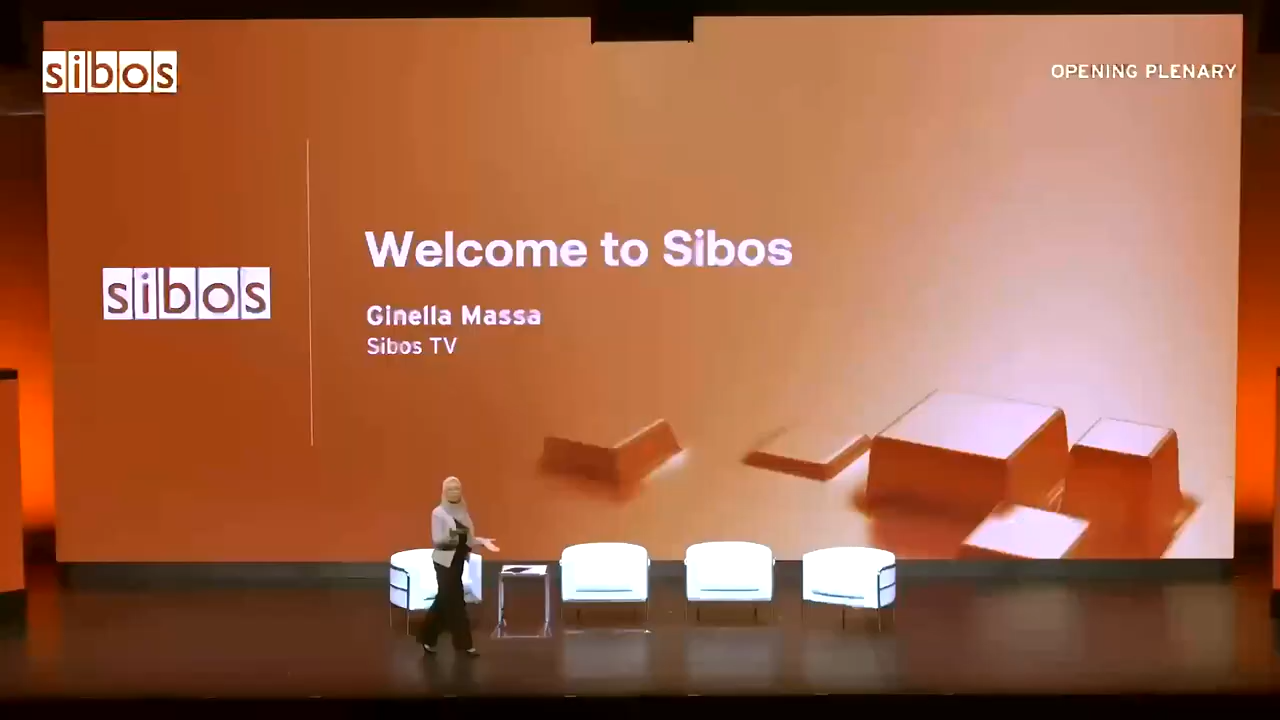 sibos
OPENING PLENARY
sibos
Welcome to Sibos
Ginella Massa
Sibos TV